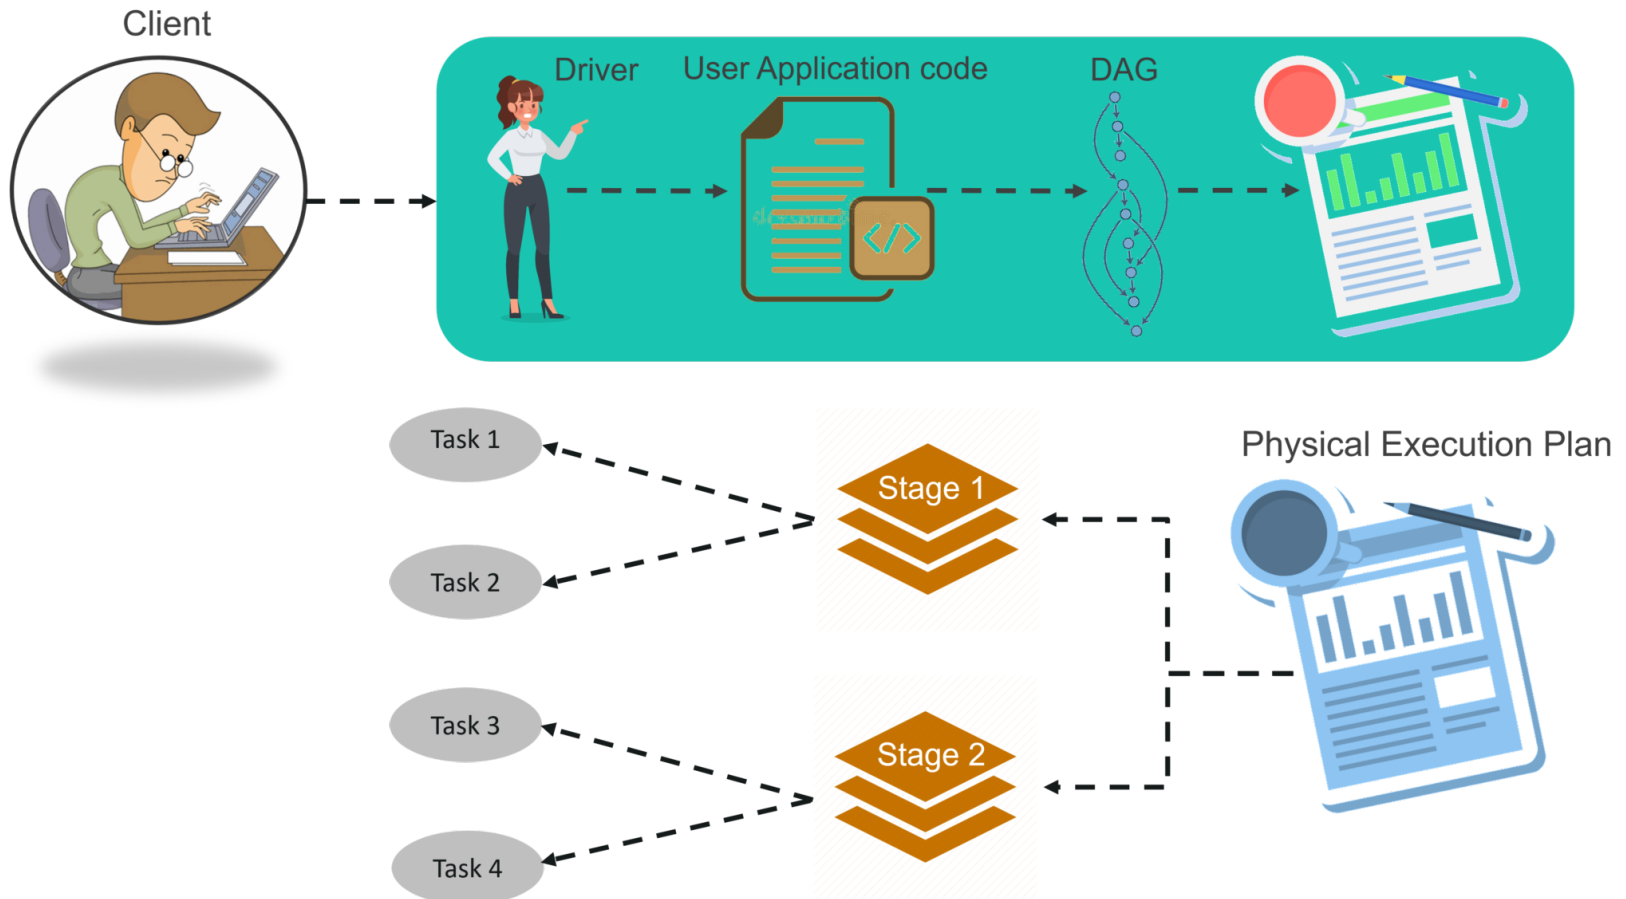 Client
Driver
User Application code
DAG
</>
Physical Execution Plan
Task 1
Stage 1
Task 2
Task 3
Stage 2
Task 4